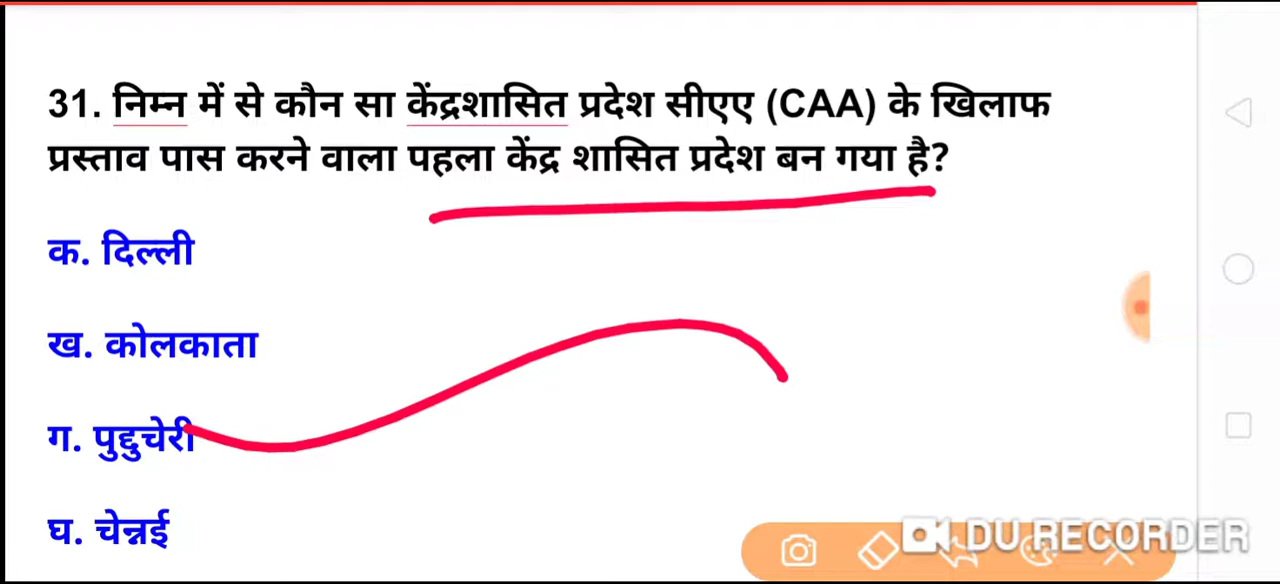 31. निम्न में से कौन सा केंद्रशासित प्रदेश सीएए (CAA) के खिलाफ
प्रस्ताव पास करने वाला पहला केंद्र शासित प्रदेश बन गया है?
क. दिल्ली
ख. कोलकाता
ग. पुद्दुचेरी
घ. चेन्नई
DU RECORDER